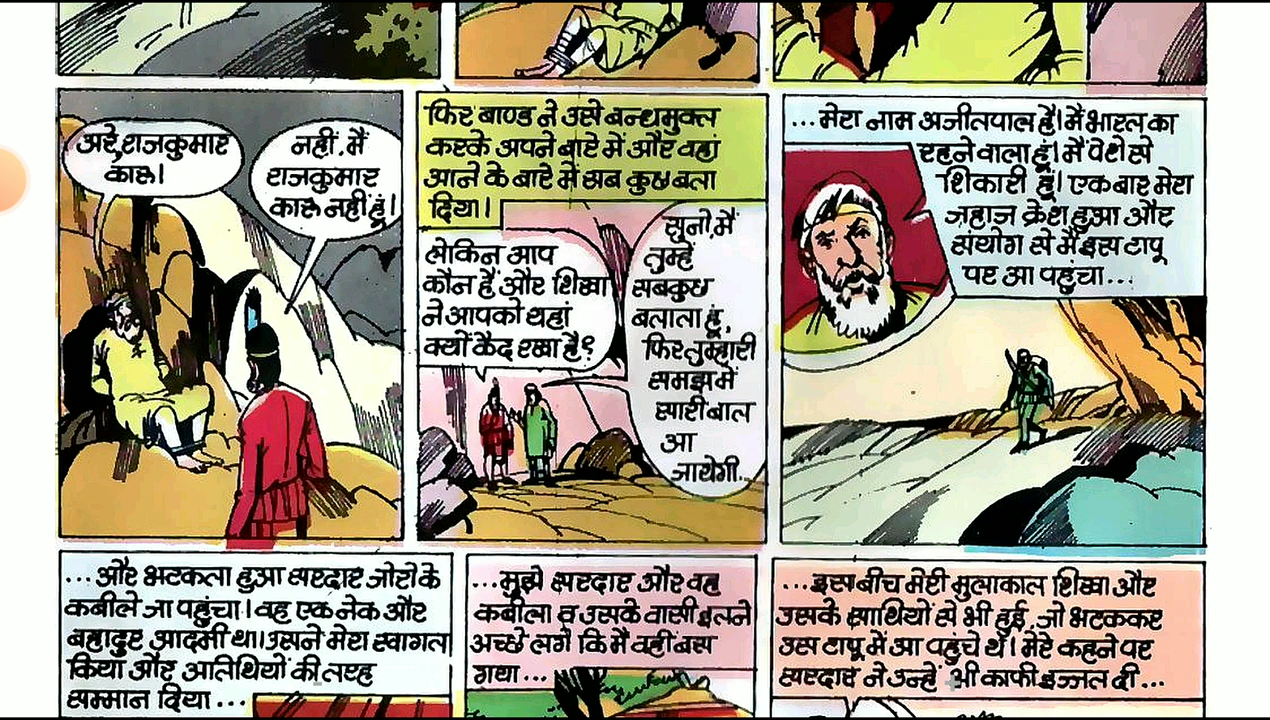 अरे, राजकुमार
कारू।
नहीं, मैं
राजकुमार
कारू नहीं हूं।
फिर बाण्ड ने उसे बन्धमुक्त
करके अपने बारे में और वहां
आने के बारे में सब कुछ बता
दिया।
लेकिन आप
कौन हैं और शिखा
ने आपको यहां
क्यों कैद रखा है?
सुनो, मैं
तुम्हें
सबकुछ
बताता हूं,
फिर तुम्हारी
समझ में
सारी बात
आ
जायेगी..
...मेरा नाम अजीतपाल है। मैं भारत का
रहने वाला हूं। मैं पेशे से
शिकारी हूं। एक बार मेरा
जहाज क्रेश हुआ और
संयोग से मैं इस टापू
पर आ पहुंचा...
...और भटकता हुआ सरदार जोरो के
कबीले जा पहुंचा। वह एक नेक और
बहादुर आदमी था। उसने मेरा स्वागत
किया और अतिथियों की तरह
सम्मान दिया...
...मुझे सरदार और वह
कबीला व उसके वासी इतने
अच्छे लगे कि मैं वहीं बस
गया...
...इस बीच मेरी मुलाकात शिखा और
उसके साथियों से भी हुई, जो भटककर
उस टापू में आ पहुंचे थे। मेरे कहने पर
सरदार ने उन्हें भी काफी इज्जत दी...